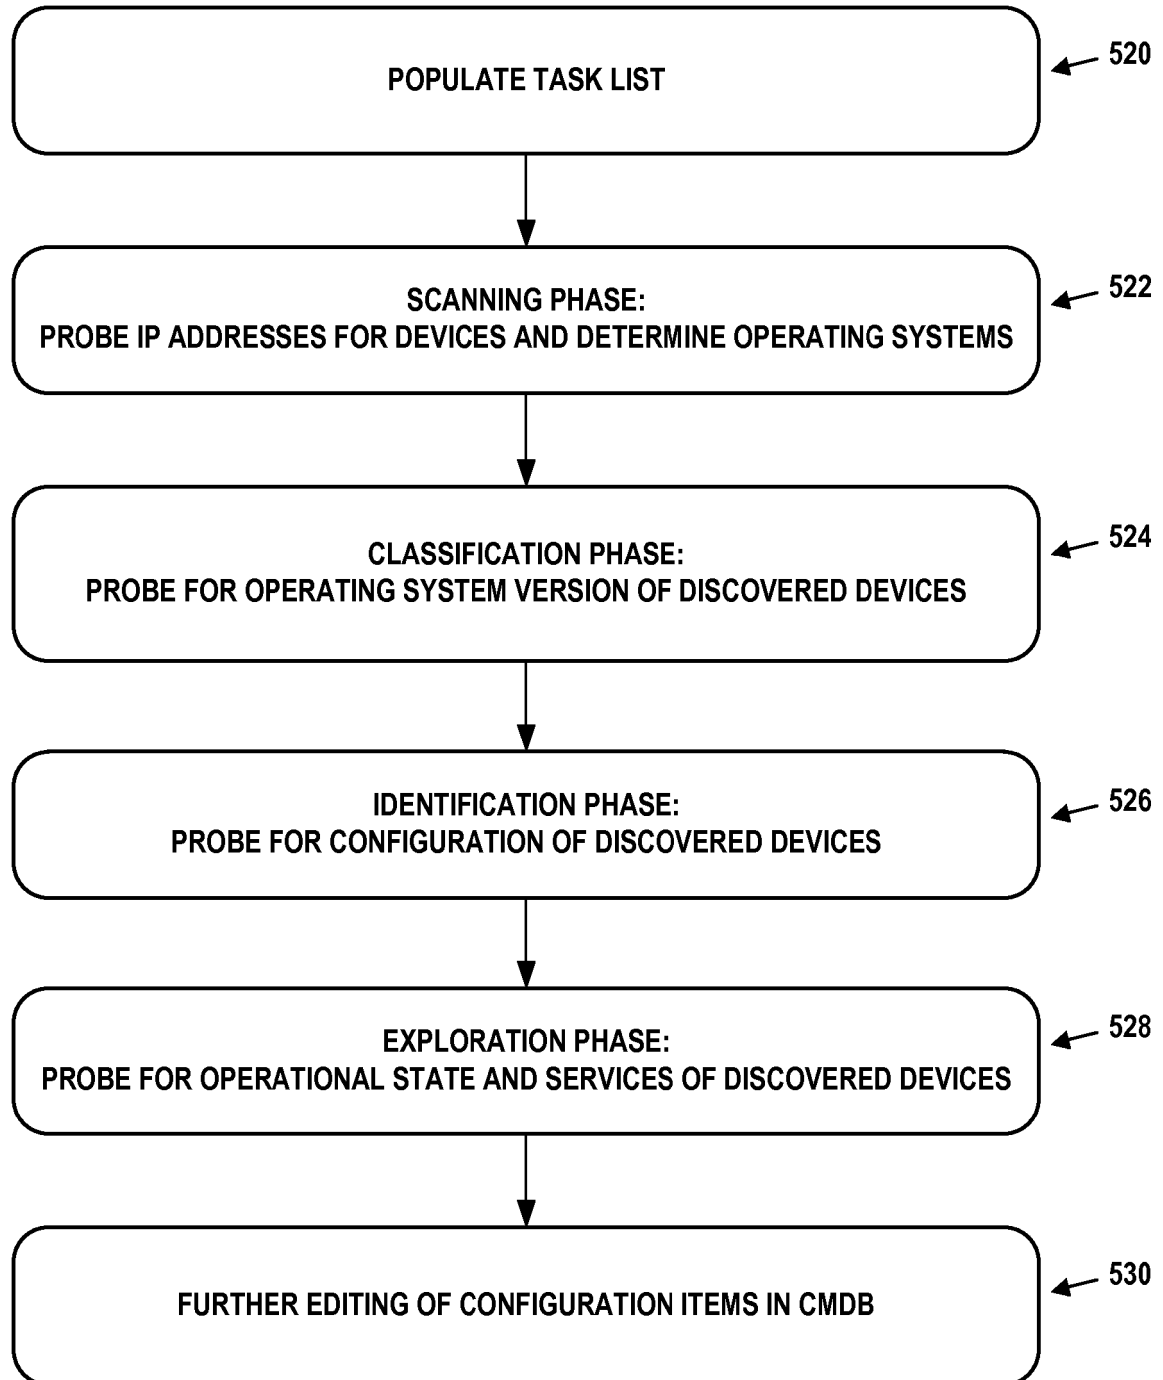 POPULATE TASK LIST
520
SCANNING PHASE:
PROBE IP ADDRESSES FOR DEVICES AND DETERMINE OPERATING SYSTEMS
522
CLASSIFICATION PHASE:
PROBE FOR OPERATING SYSTEM VERSION OF DISCOVERED DEVICES
524
IDENTIFICATION PHASE:
PROBE FOR CONFIGURATION OF DISCOVERED DEVICES
526
EXPLORATION PHASE:
PROBE FOR OPERATIONAL STATE AND SERVICES OF DISCOVERED DEVICES
528
FURTHER EDITING OF CONFIGURATION ITEMS IN CMDB
530